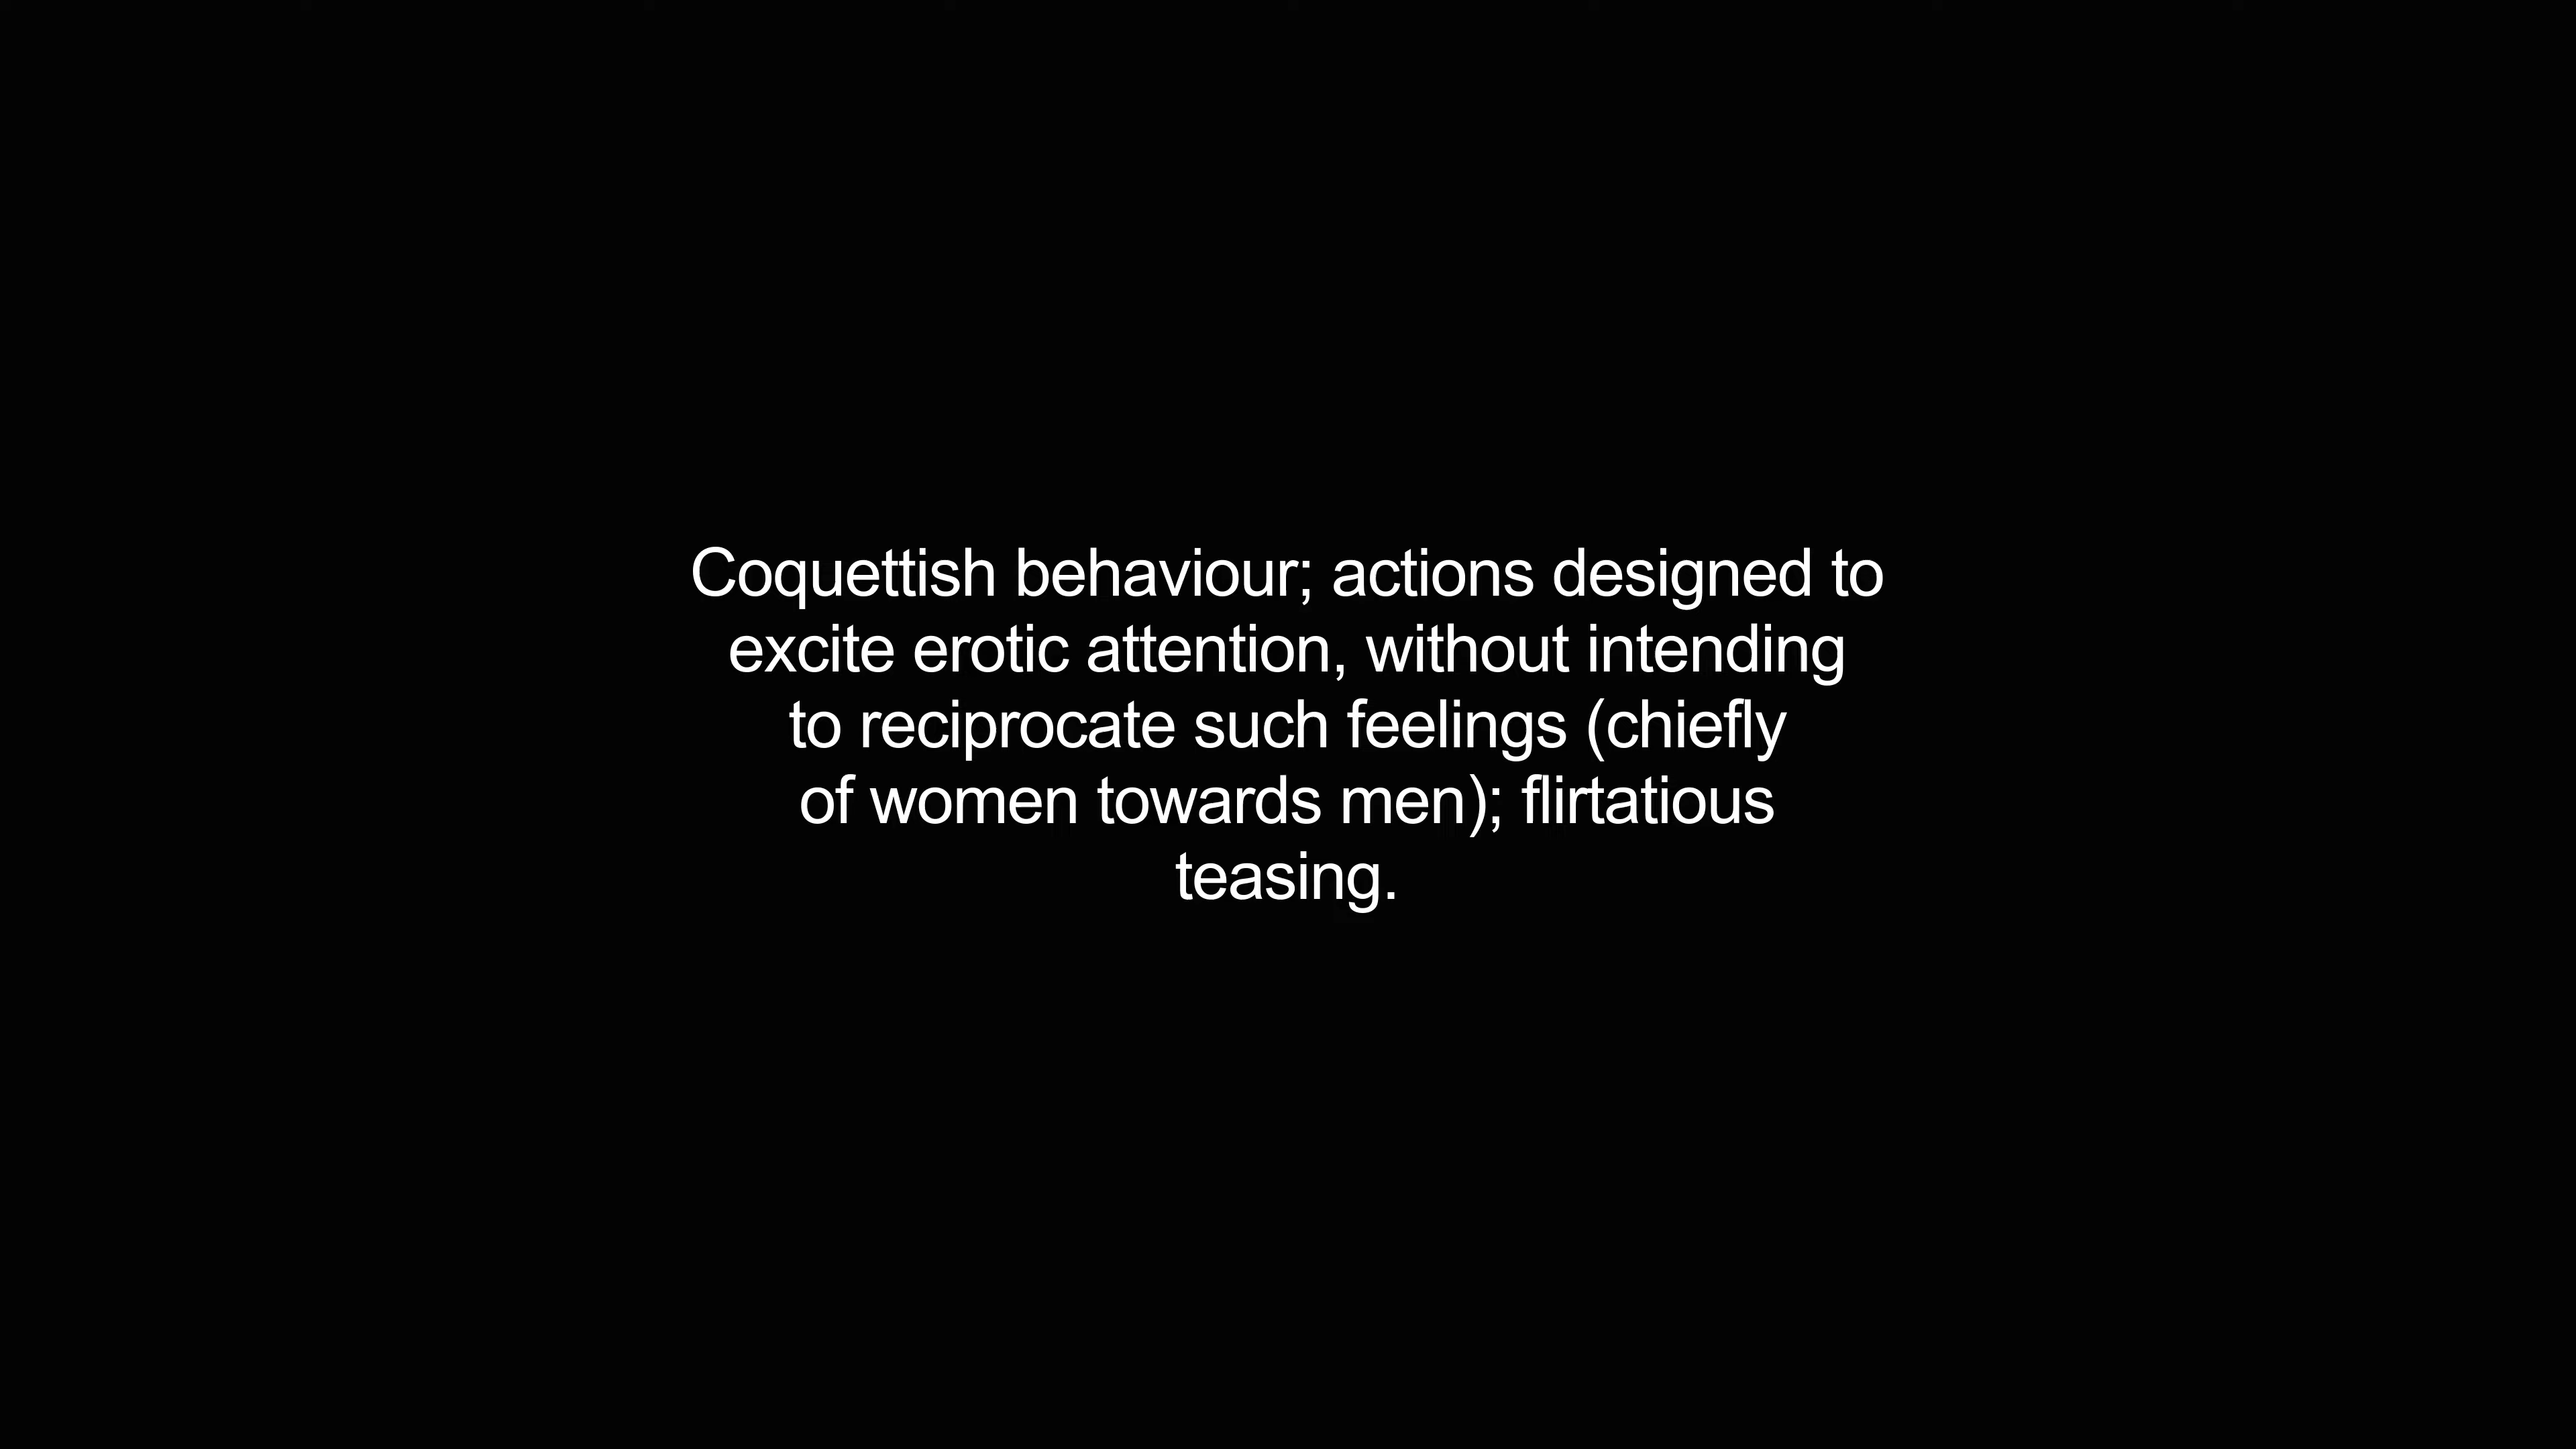 Coquettish behaviour; actions designed to
excite erotic attention, without intending
to reciprocate such feelings (chiefly
of women towards men); flirtatious
teasing.